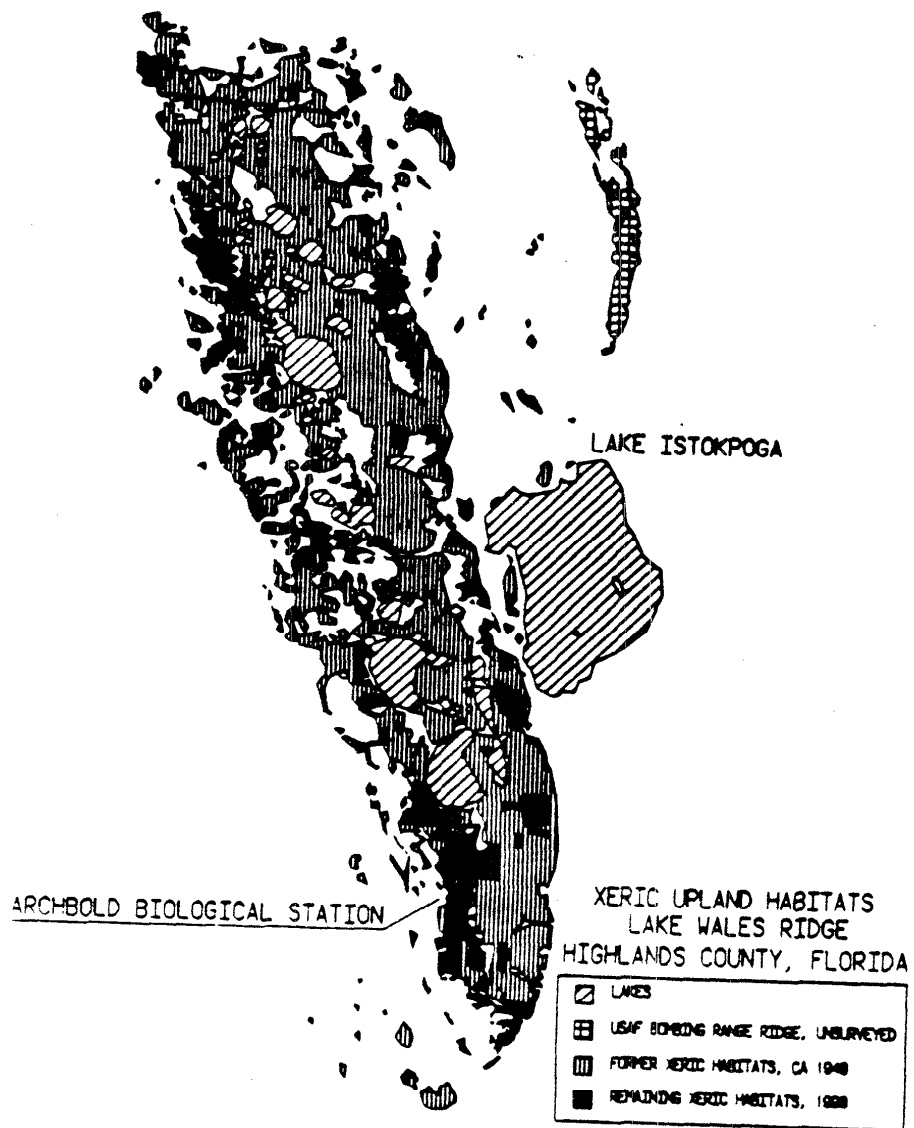 LAKE ISTOKPOGA
ARCHBOLD BIOLOGICAL STATION
XERIC UPLAND HABITATS
LAKE WALES RIDGE
HIGHLANDS COUNTY, FLORIDA
LAKES
USAF BOMBING RANGE RIDGE, UNSURVEYED
FORMER XERIC HABITATS, CA
REMAINING XERIC HABITATS,